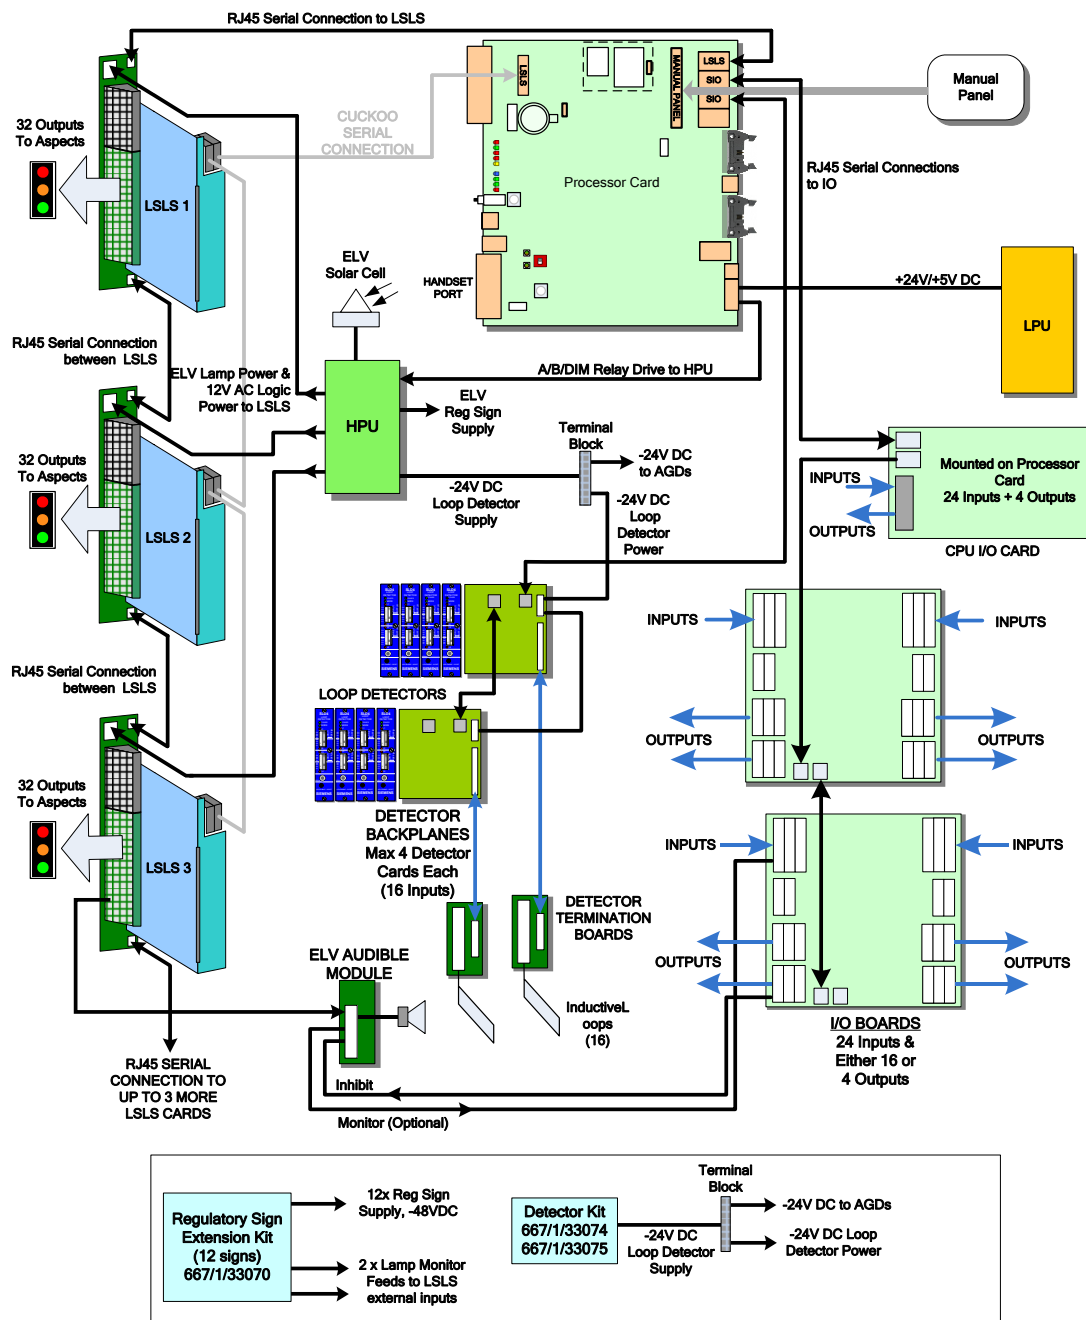 RJ45 Serial Connection to LSLS
LSLS
LSLS
SIO
SIO
MANUAL PANEL
Manual
Panel
32 Outputs
To Aspects
CUCKOO
SERIAL
CONNECTION
LSLS 1
Processor Card
RJ45 Serial Connections
to IO
ELV
Solar Cell
HANDSET
PORT
+24V/+5V DC
LPU
RJ45 Serial Connection
between LSLS
ELV Lamp Power &
12V AC Logic
Power to LSLS
A/B/DIM Relay Drive to HPU
HPU
ELV
Reg Sign
Supply
Terminal
Block
-24V DC
to AGDs
32 Outputs
To Aspects
LSLS 2
-24V DC
Loop Detector
Supply
-24V DC
Loop
Detector
Power
Mounted on Processor
Card
24 Inputs + 4 Outputs
INPUTS
OUTPUTS
CPU I/O CARD
INPUTS
INPUTS
OUTPUTS
OUTPUTS
RJ45 Serial Connection
between LSLS
LOOP DETECTORS
32 Outputs
To Aspects
LSLS 3
DETECTOR
BACKPLANES
Max 4 Detector
Cards Each
(16 Inputs)
DETECTOR
TERMINATION
BOARDS
INPUTS
INPUTS
OUTPUTS
OUTPUTS
ELV AUDIBLE
MODULE
InductiveL
oops
(16)
I/O BOARDS
24 Inputs &
Either 16 or
4 Outputs
RJ45 SERIAL
CONNECTION TO
UP TO 3 MORE
LSLS CARDS
Inhibit
Monitor (Optional)
Regulatory Sign
Extension Kit
(12 signs)
667/1/33070
12x Reg Sign
Supply, -48VDC
2 x Lamp Monitor
Feeds to LSLS
external inputs
Detector Kit
667/1/33074
667/1/33075
-24V DC
Loop Detector
Supply
Terminal
Block
-24V DC to AGDs
-24V DC Loop
Detector Power